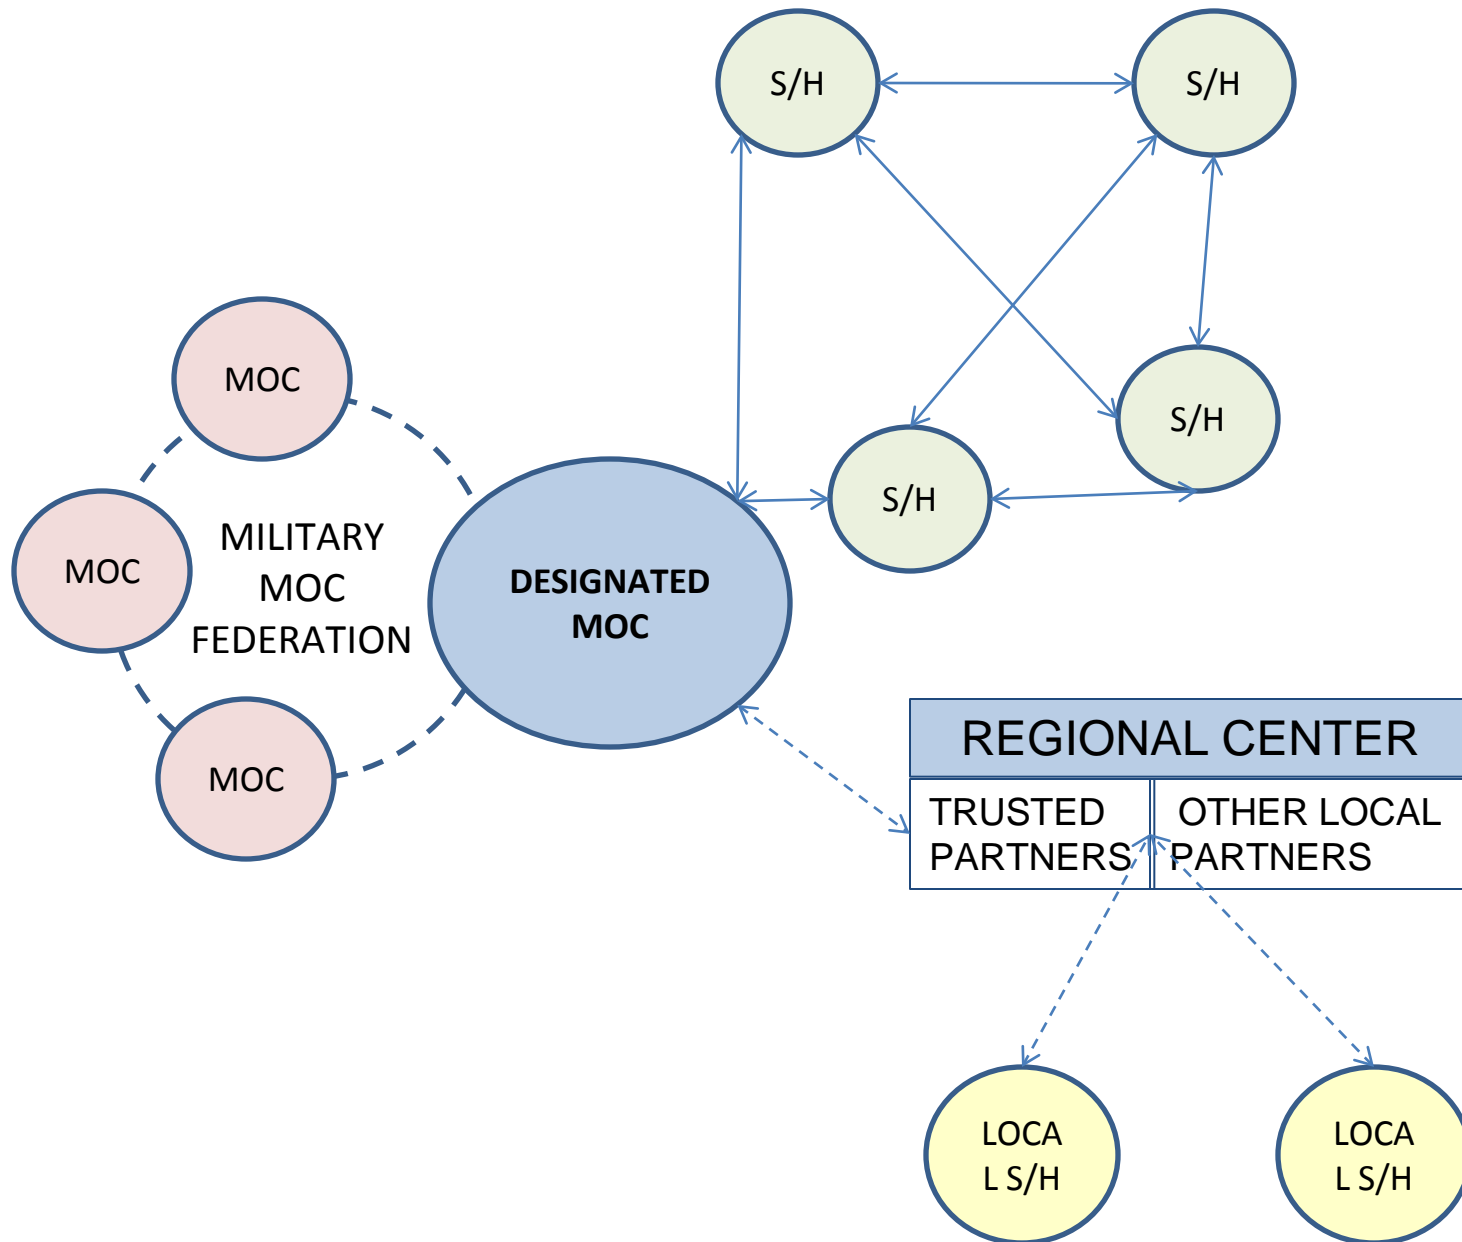 S/H
S/H
MOC
S/H
S/H
MOC
MILITARY
MOC
FEDERATION
DESIGNATED
MOC
MOC
REGIONAL CENTER
TRUSTED
PARTNERS
OTHER LOCAL
PARTNERS
LOCA
L S/H
LOCA
L S/H